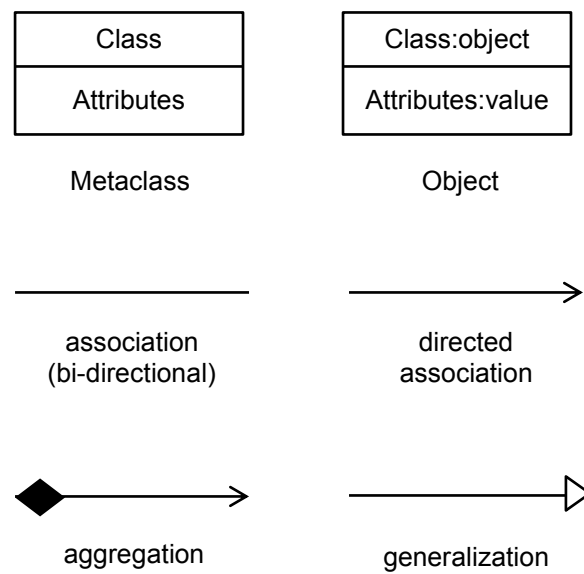 Class
Class:object
Attributes
Attributes:value
Metaclass
Object
association
(bi-directional)
directed
association
aggregation
generalization